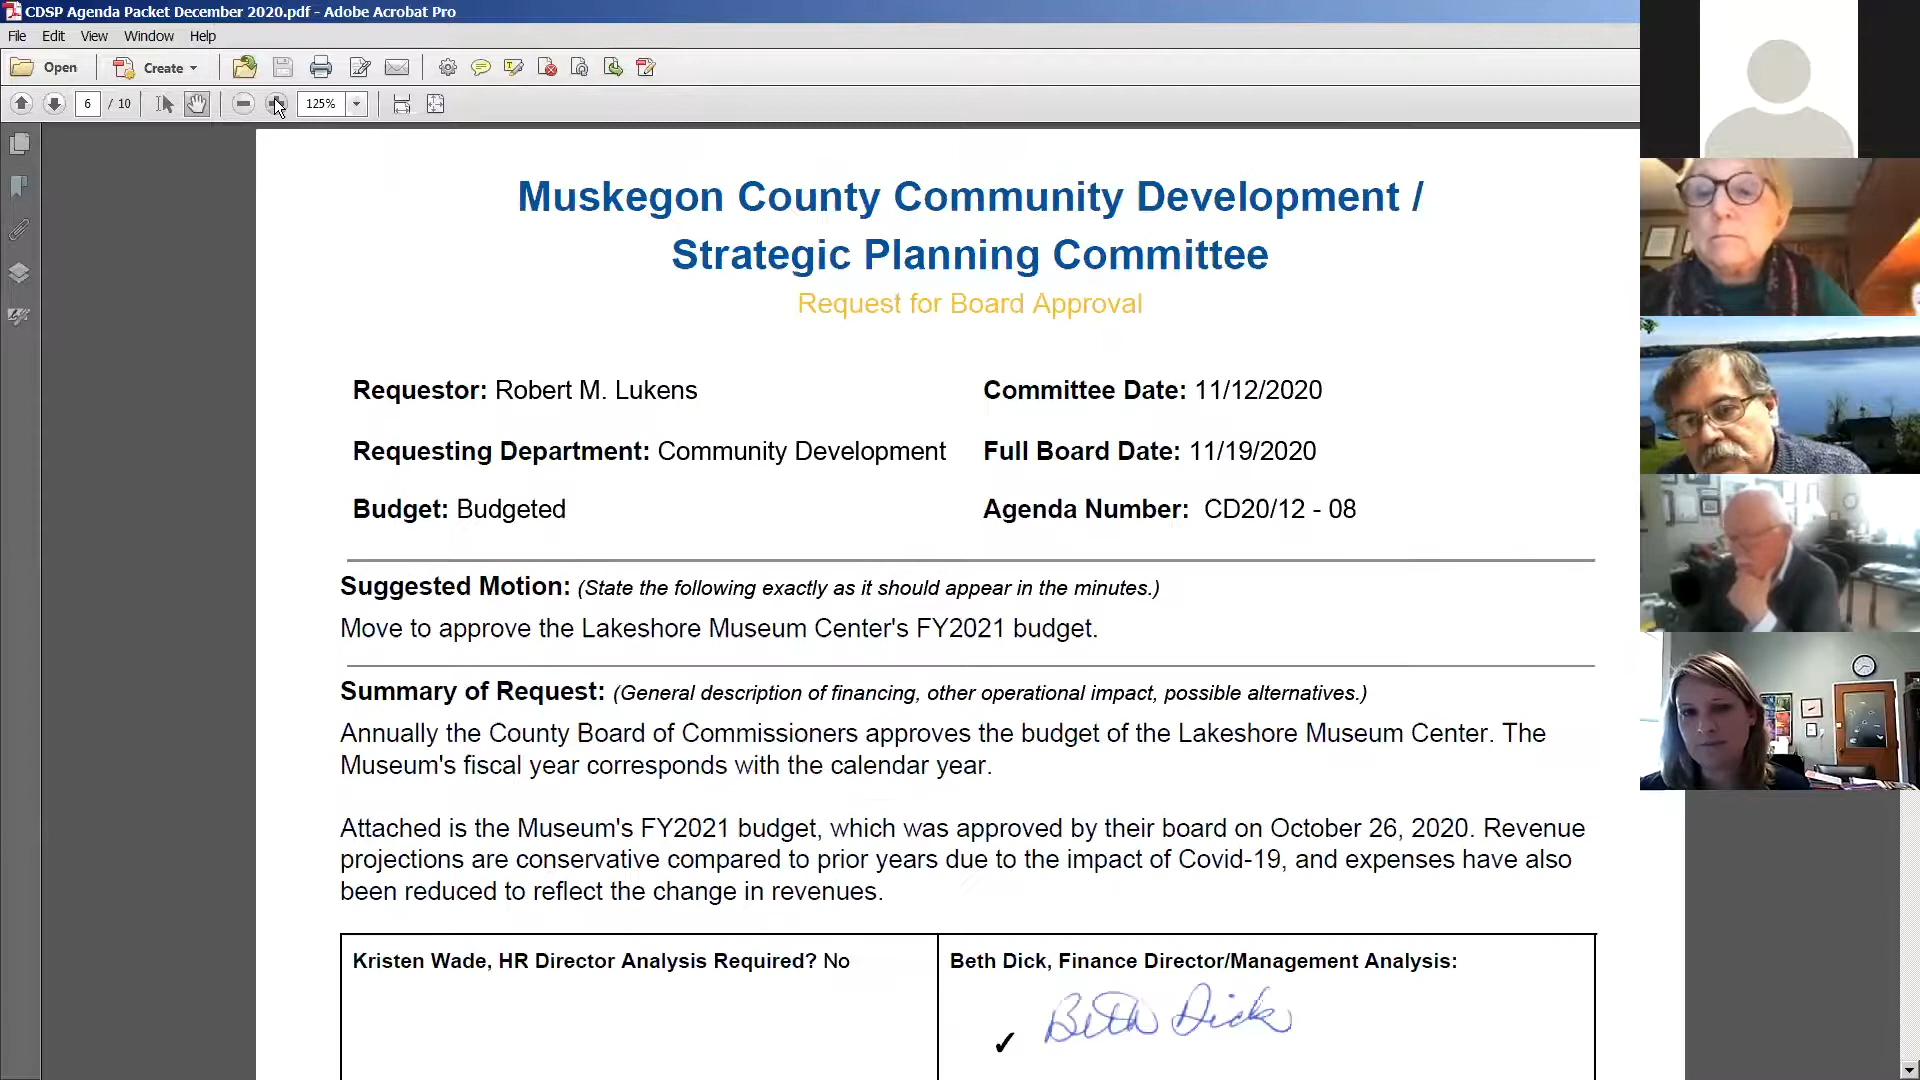 CDSP Agenda Packet December 2020.pdf - Adobe Acrobat Pro
File Edit View Window Help
Open Create
6 / 10 125%
Muskegon County Community Development /
Strategic Planning Committee
Request for Board Approval
Requestor: Robert M. Lukens Committee Date: 11/12/2020
Requesting Department: Community Development Full Board Date: 11/19/2020
Budget: Budgeted Agenda Number: CD20/12 - 08
Suggested Motion: (State the following exactly as it should appear in the minutes.)
Move to approve the Lakeshore Museum Center's FY2021 budget.
Summary of Request: (General description of financing, other operational impact, possible alternatives.)
Annually the County Board of Commissioners approves the budget of the Lakeshore Museum Center. The
Museum's fiscal year corresponds with the calendar year.
Attached is the Museum's FY2021 budget, which was approved by their board on October 26, 2020. Revenue
projections are conservative compared to prior years due to the impact of Covid-19, and expenses have also
been reduced to reflect the change in revenues.
Kristen Wade, HR Director Analysis Required? No Beth Dick, Finance Director/Management Analysis:
✓ Beth Dick